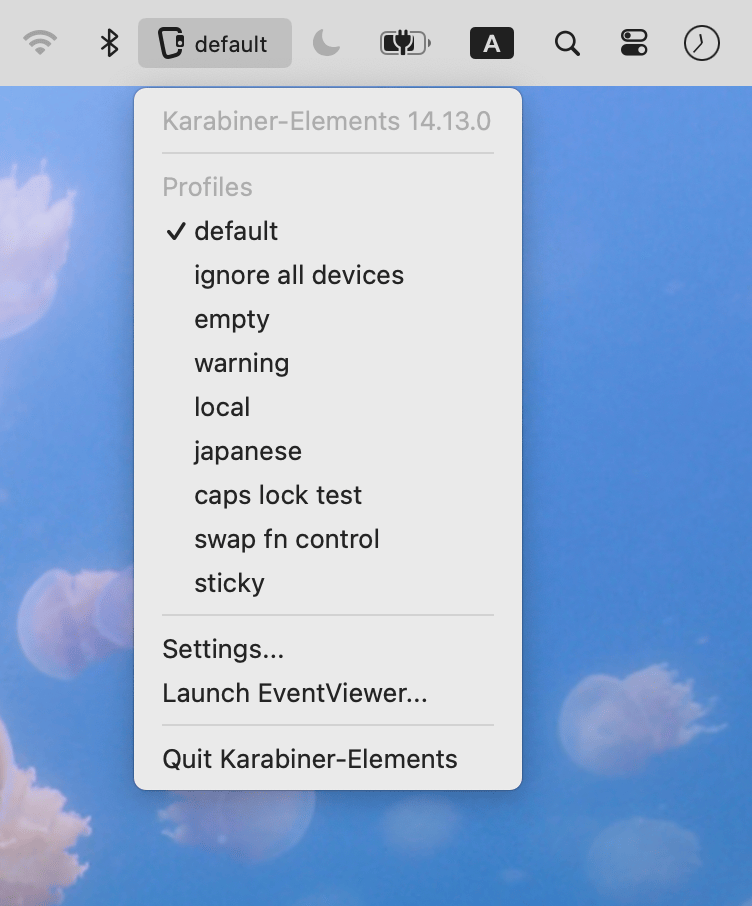 default
A
Karabiner-Elements 14.13.0
Profiles
✓ default
ignore all devices
empty
warning
local
japanese
caps lock test
swap fn control
sticky
Settings...
Launch EventViewer...
Quit Karabiner-Elements